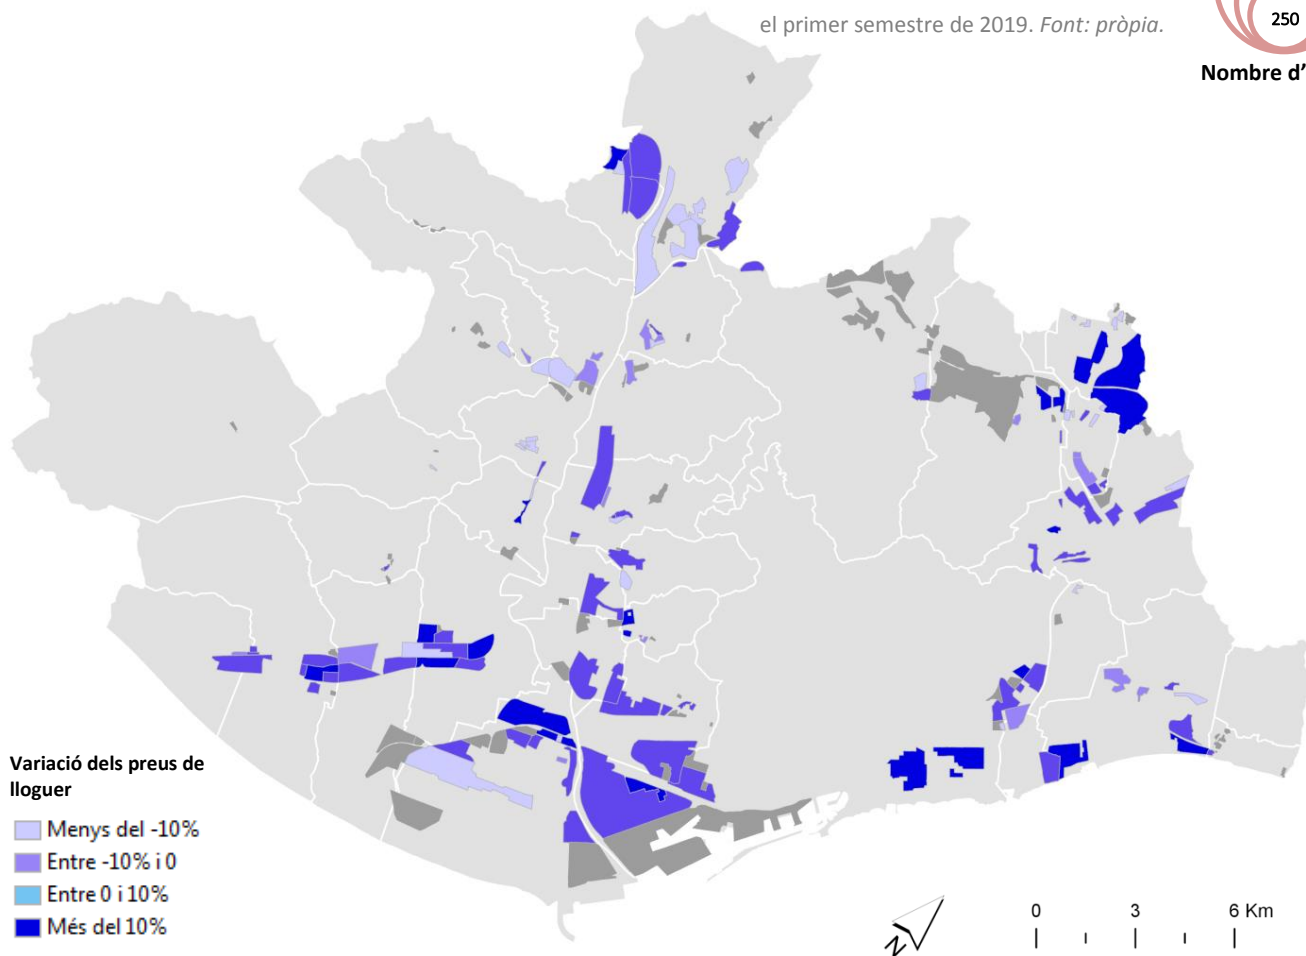 el primer semestre de 2019. Font: pròpia.
250
Nombre d’
Variació dels preus de
lloguer
Menys del -10%
Entre -10% i 0
Entre 0 i 10%
Més del 10%
N
0 3 6 Km